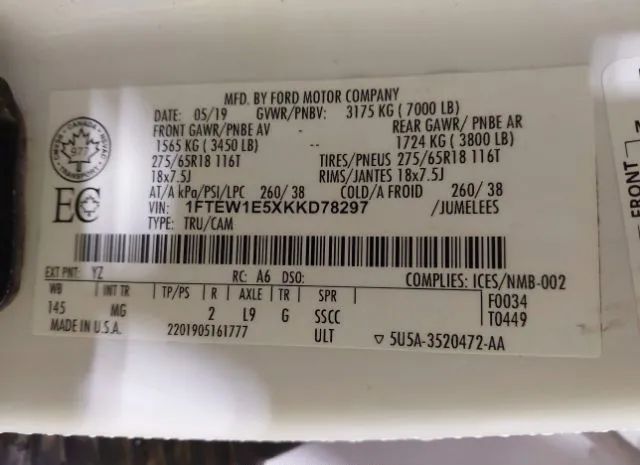 MFD. BY FORD MOTOR COMPANY
DATE: 05/19 GVWR/PNBV: 3175 KG ( 7000 LB)
FRONT GAWR/PNBE AV -- REAR GAWR/ PNBE AR
1565 KG ( 3450 LB) 1724 KG ( 3800 LB)
275/65R18 116T TIRES/PNEUS 275/65R18 116T
18x7.5J RIMS/JANTES 18x7.5J
AT/A kPa/PSI/LPC 260/ 38 COLD/A FROID 260/ 38
VIN: 1FTEW1E5XKKD78297 /JUMELEES
TYPE: TRU/CAM
CANADA
TRANSPORT
EC
EXT PNT: YZ RC: A6 DSO: COMPLIES: ICES/NMB-002
WB INT TR TP/PS R AXLE TR SPR F0034
145 MG 2 L9 G SSCC T0449
MADE IN U.S.A. 2201905161777 ULT ▽ 5U5A-3520472-AA
FRONT